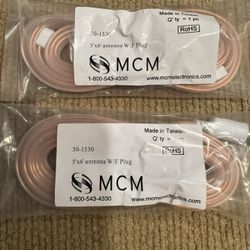 Made in Taiwan
Q' ty = 1 pc
RoHS
30-1530
5'x6' antenna W/F Plug
MCM
1-800-543-4330
www.mcmelectronics.com
Made in Taiwan
Q' ty =
RoHS
30-1530
5'x6' antenna W/F Plug
MCM
1-800-543-4330
www.mcmelectronics.com